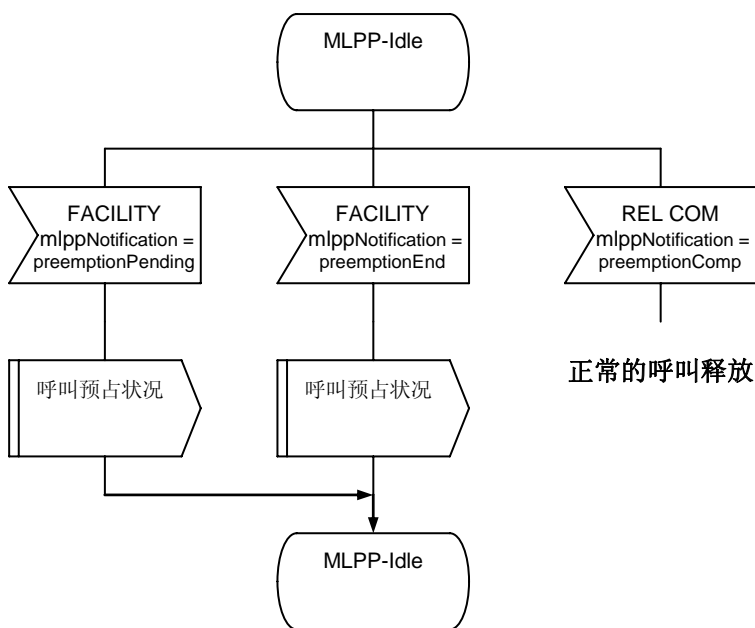 MLPP-Idle
FACILITY
mlppNotification =
preemptionPending
FACILITY
mlppNotification =
preemptionEnd
REL COM
mlppNotification =
preemptionComp
呼叫预占状况
呼叫预占状况
正常的呼叫释放
MLPP-Idle